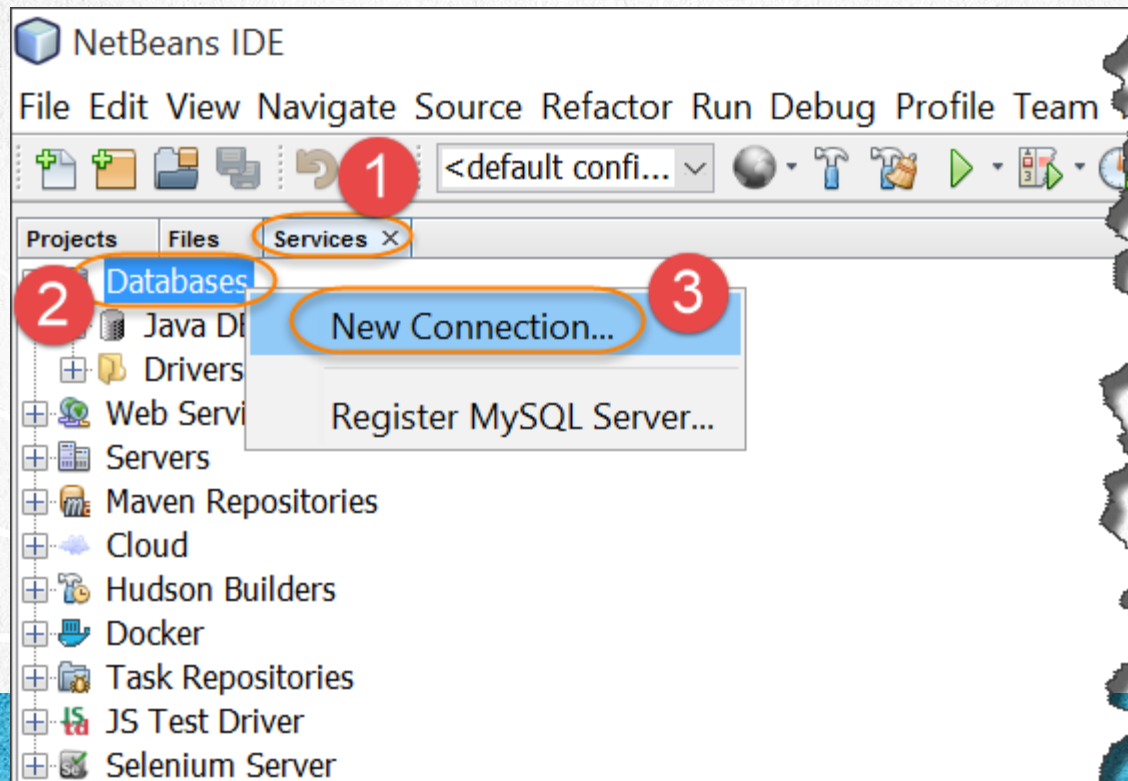 NetBeans IDE
File Edit View Navigate Source Refactor Run Debug Profile Team
1
<default confi...
Projects Files Services
2
Databases
3
New Connection...
Java
Drivers
Register MySQL Server...
Web
Servers
Maven Repositories
Cloud
Hudson Builders
Docker
Task Repositories
JS Test Driver
Selenium Server